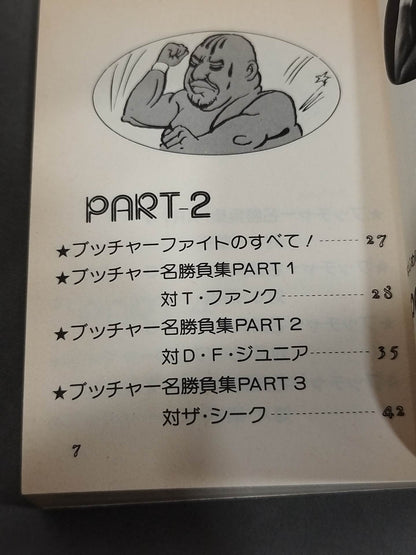 PART-2
★ブッチャーファイトのすべて!………27
★ブッチャー名勝負集PART1
対T・ファンク………28
★ブッチャー名勝負集PART2
対D・F・ジュニア………35
★ブッチャー名勝負集PART3
対ザ・シーク………42
7